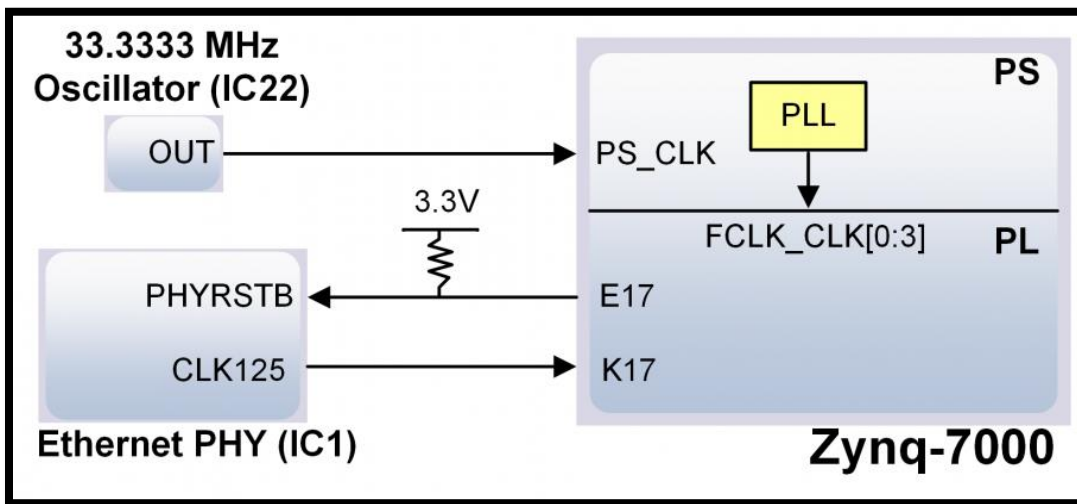 33.3333 MHz
Oscillator (IC22)
OUT
3.3V
PHYRSTB
CLK125
Ethernet PHY (IC1)
PS
PLL
PS_CLK
FCLK_CLK[0:3]
PL
E17
K17
Zynq-7000